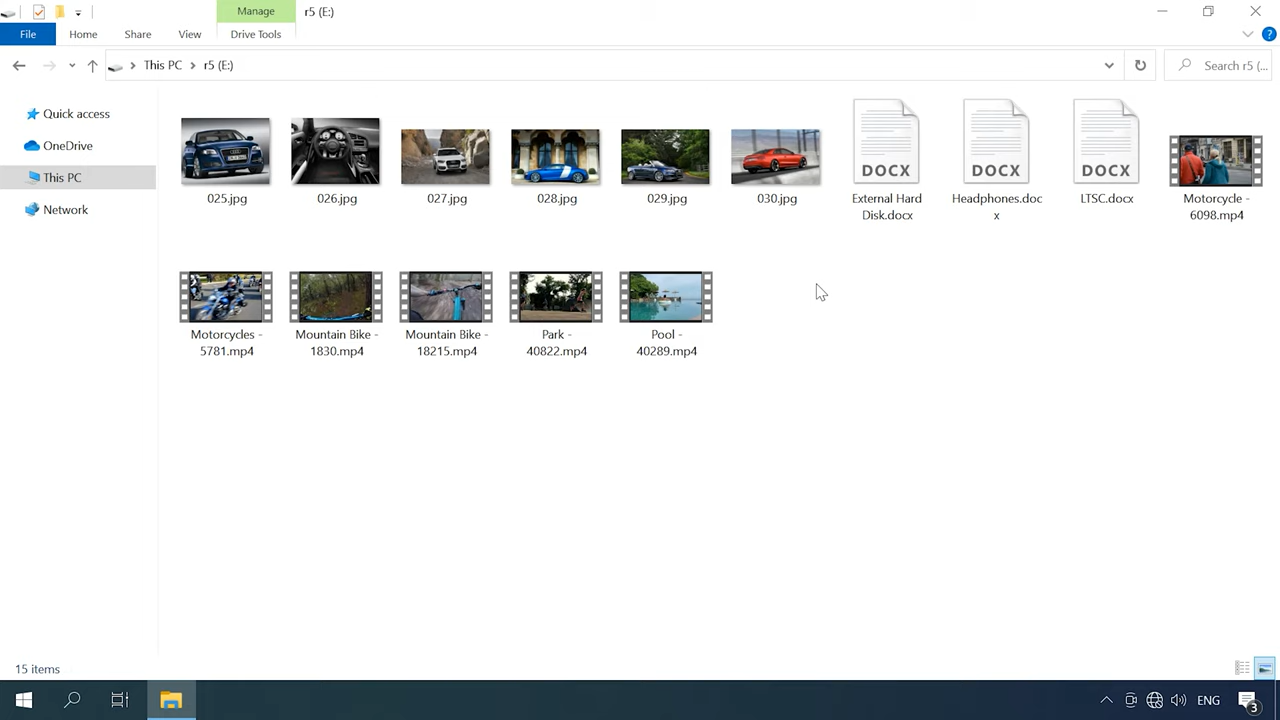 Manage
r5 (E:)
File
Home
Share
View
Drive Tools
This PC
r5 (E:)
Search r5 (...
Quick access
OneDrive
This PC
Network
025.jpg
026.jpg
027.jpg
028.jpg
029.jpg
030.jpg
DOCX
External Hard
Disk.docx
DOCX
Headphones.doc
x
DOCX
LTSC.docx
Motorcycle -
6098.mp4
Motorcycles -
5781.mp4
Mountain Bike -
1830.mp4
Mountain Bike -
18215.mp4
Park -
40822.mp4
Pool -
40289.mp4
15 items
ENG
3